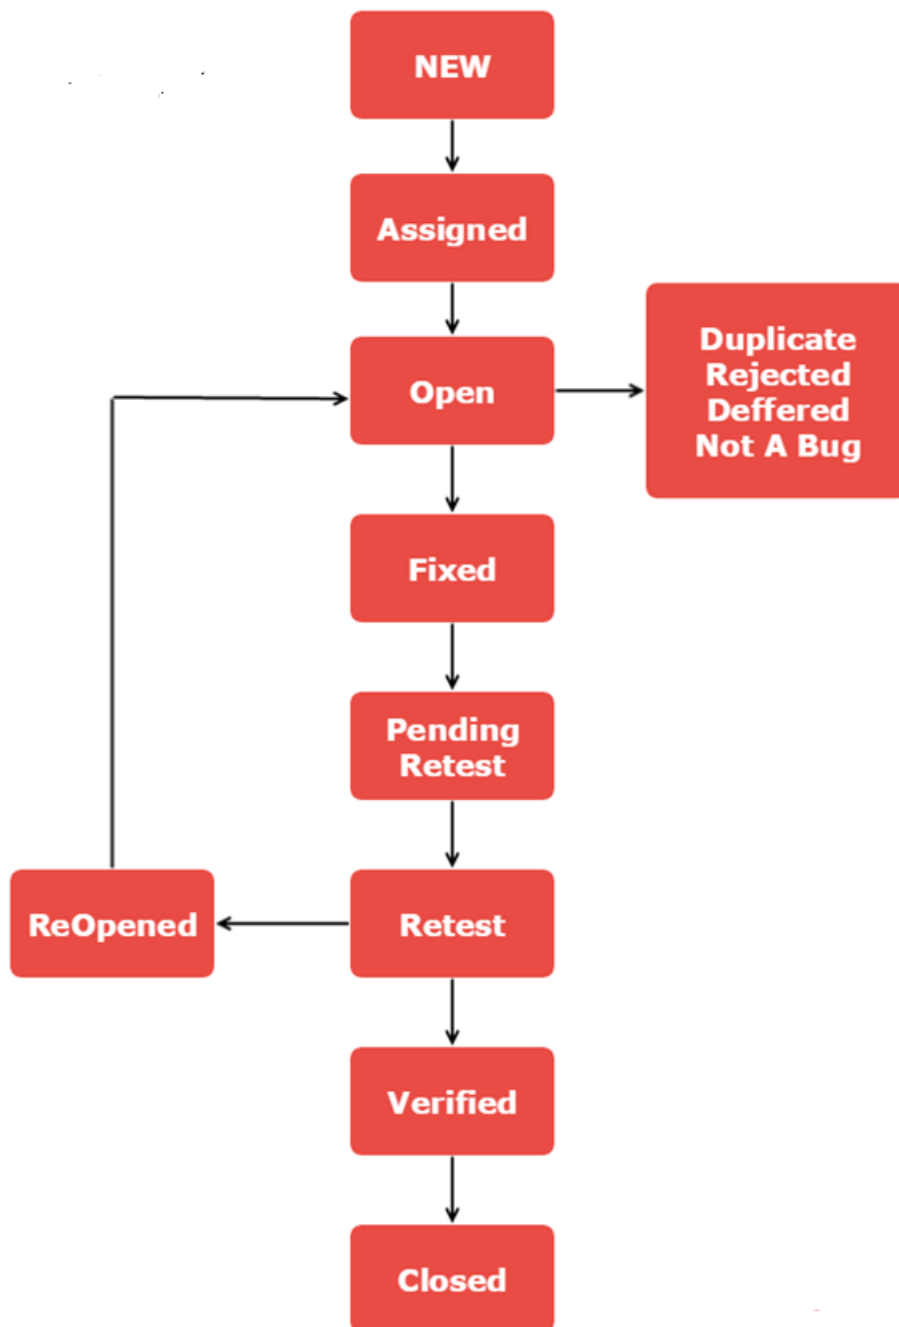 NEW
Assigned
Open
Duplicate
Rejected
Deffered
Not A Bug
Fixed
Pending
Retest
ReOpened
Retest
Verified
Closed